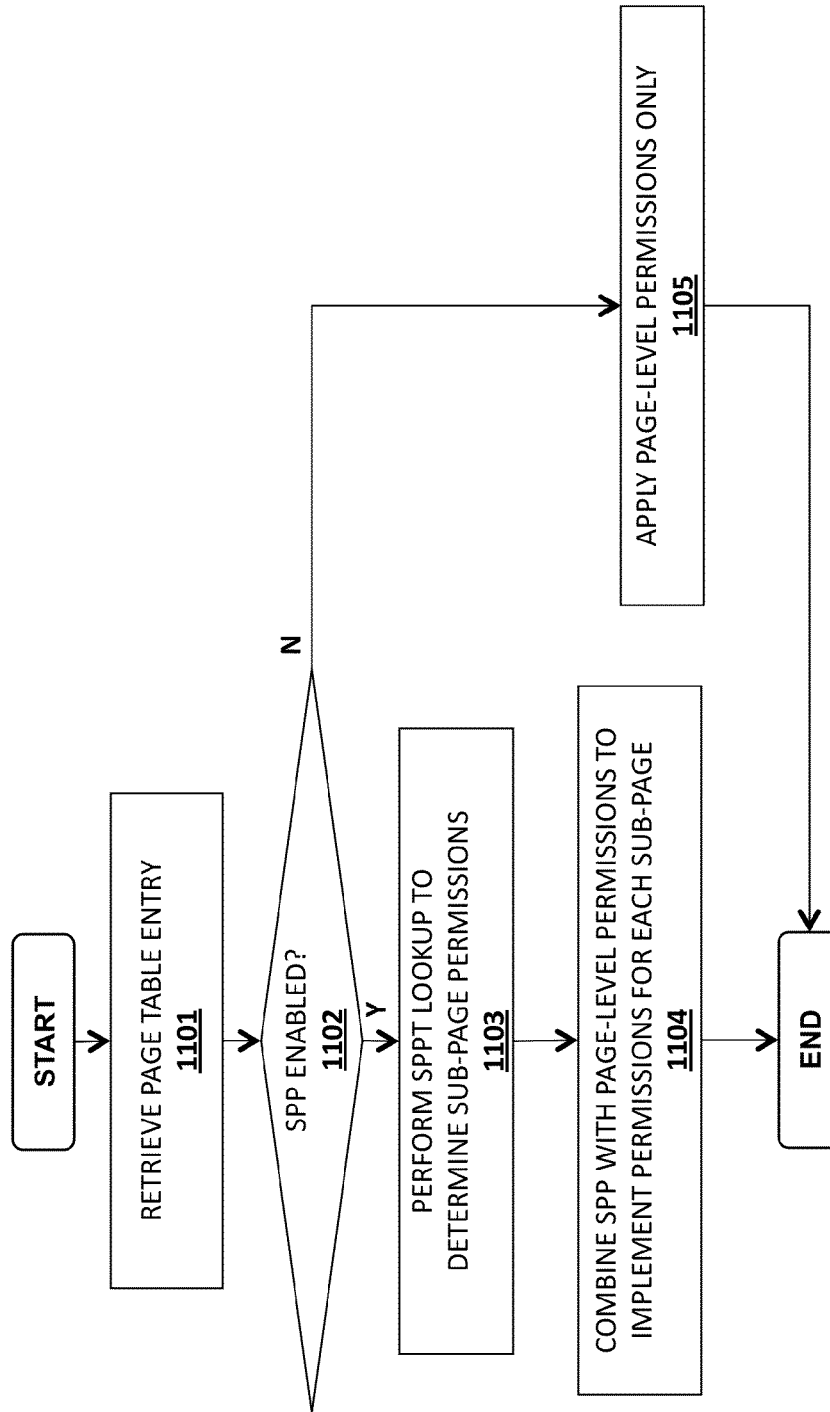 START
RETRIEVE PAGE TABLE ENTRY
1101
SPP ENABLED?
1102
N
Y
PERFORM SPPT LOOKUP TO
DETERMINE SUB-PAGE PERMISSIONS
1103
COMBINE SPP WITH PAGE-LEVEL PERMISSIONS TO
IMPLEMENT PERMISSIONS FOR EACH SUB-PAGE
1104
APPLY PAGE-LEVEL PERMISSIONS ONLY
1105
END